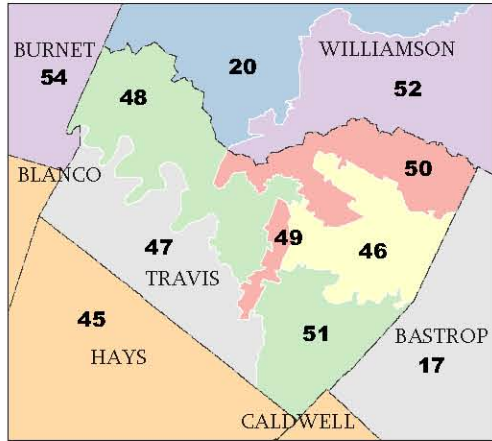 BURNET
54
20
WILLIAMSON
52
48
50
BLANCO
49
47
46
TRAVIS
45
51
HAYS
BASTROP
17
CALDWELL